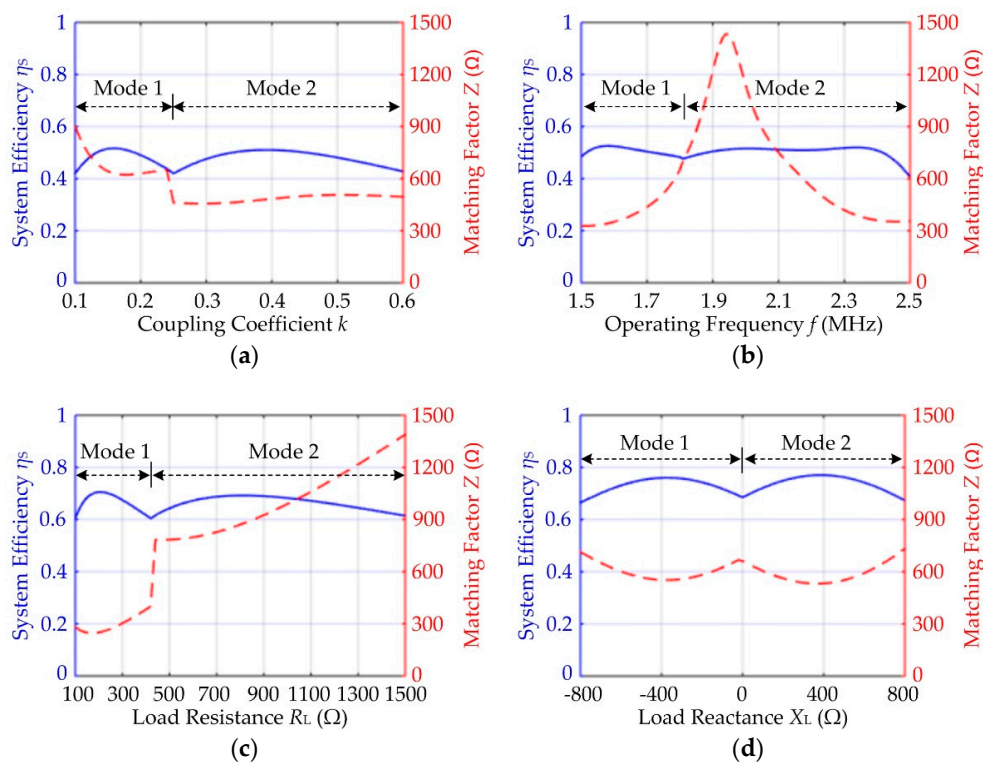 1 1500
0.8 1200
0.6 900
0.4 600
0.2 300
0 0
System Efficiency ηS
Matching Factor Z (Ω)
Mode 1 Mode 2
0.1 0.2 0.3 0.4 0.5 0.6
Coupling Coefficient k
(a)
1 1500
0.8 1200
0.6 900
0.4 600
0.2 300
0 0
System Efficiency ηS
Matching Factor Z (Ω)
Mode 1 Mode 2
1.5 1.7 1.9 2.1 2.3 2.5
Operating Frequency f (MHz)
(b)
1 1500
0.8 1200
0.6 900
0.4 600
0.2 300
0 0
System Efficiency ηS
Matching Factor Z (Ω)
Mode 1 Mode 2
100 300 500 700 900 1100 1300 1500
Load Resistance RL (Ω)
(c)
1 1500
0.8 1200
0.6 900
0.4 600
0.2 300
0 0
System Efficiency ηS
Matching Factor Z (Ω)
Mode 1 Mode 2
-800 -400 0 400 800
Load Reactance XL (Ω)
(d)